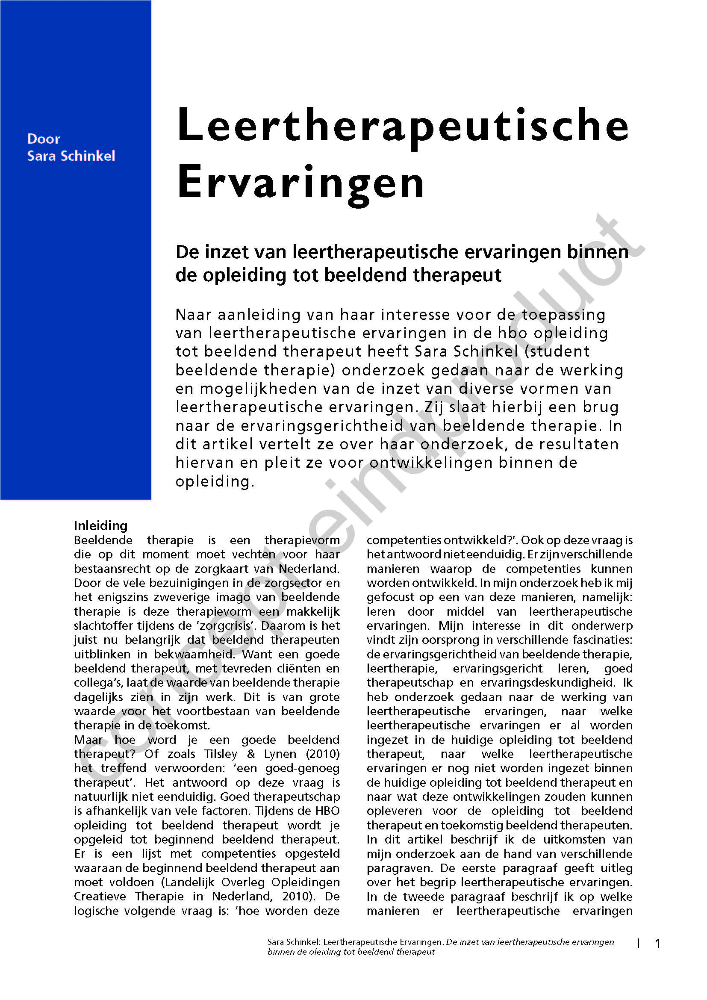 Door
Sara Schinkel
Leertherapeutische
Ervaringen
De inzet van leertherapeutische ervaringen binnen
de opleiding tot beeldend therapeut
Naar aanleiding van haar interesse voor de toepassing
van leertherapeutische ervaringen in de hbo opleiding
tot beeldend therapeut heeft Sara Schinkel (student
beeldende therapie) onderzoek gedaan naar de werking
en mogelijkheden van de inzet van diverse vormen van
leertherapeutische ervaringen. Zij slaat hierbij een brug
naar de ervaringsgerichtheid van beeldende therapie. In
dit artikel vertelt ze over haar onderzoek, de resultaten
hiervan en pleit ze voor ontwikkelingen binnen de
opleiding.
concept eindproduct
Inleiding
Beeldende therapie is een therapievorm
die op dit moment moet vechten voor haar
bestaansrecht op de zorgkaart van Nederland.
Door de vele bezuinigingen in de zorgsector en
het enigszins zweverige imago van beeldende
therapie is deze therapievorm een makkelijk
slachtoffer tijdens de ‘zorgcrisis’. Daarom is het
juist nu belangrijk dat beeldend therapeuten
uitblinken in bekwaamheid. Want een goede
beeldend therapeut, met tevreden cliënten en
collega’s, laat de waarde van beeldende therapie
dagelijks zien in zijn werk. Dit is van grote
waarde voor het voortbestaan van beeldende
therapie in de toekomst.
Maar hoe word je een goede beeldend
therapeut? Of zoals Tilsley & Lynen (2010)
het treffend verwoorden: ‘een goed-genoeg
therapeut’. Het antwoord op deze vraag is
natuurlijk niet eenduidig. Goed therapeutschap
is afhankelijk van vele factoren. Tijdens de HBO
opleiding tot beeldend therapeut wordt je
opgeleid tot beginnend beeldend therapeut.
Er is een lijst met competenties opgesteld
waaraan de beginnend beeldend therapeut aan
moet voldoen (Landelijk Overleg Opleidingen
Creatieve Therapie in Nederland, 2010). De
logische volgende vraag is: ‘hoe worden deze
competenties ontwikkeld?’. Ook op deze vraag is
het antwoord niet eenduidig. Er zijn verschillende
manieren waarop de competenties kunnen
worden ontwikkeld. In mijn onderzoek heb ik mij
gefocust op een van deze manieren, namelijk:
leren door middel van leertherapeutische
ervaringen. Mijn interesse in dit onderwerp
vindt zijn oorsprong in verschillende fascinaties:
de ervaringsgerichtheid van beeldende therapie,
leertherapie, ervaringsgericht leren, goed
therapeutschap en ervaringsdeskundigheid. Ik
heb onderzoek gedaan naar de werking van
leertherapeutische ervaringen, naar welke
leertherapeutische ervaringen er al worden
ingezet in de huidige opleiding tot beeldend
therapeut, naar welke leertherapeutische
ervaringen er nog niet worden ingezet binnen
de huidige opleiding tot beeldend therapeut en
naar wat deze ontwikkelingen zouden kunnen
opleveren voor de opleiding tot beeldend
therapeut en toekomstig beeldend therapeuten.
In dit artikel beschrijf ik de uitkomsten van
mijn onderzoek aan de hand van verschillende
paragraven. De eerste paragraaf geeft uitleg
over het begrip leertherapeutische ervaringen.
In de tweede paragraaf beschrijf ik op welke
manieren er leertherapeutische ervaringen
Sara Schinkel: Leertherapeutische Ervaringen. De inzet van leertherapeutische ervaringen
binnen de oleiding tot beeldend therapeut
| 1